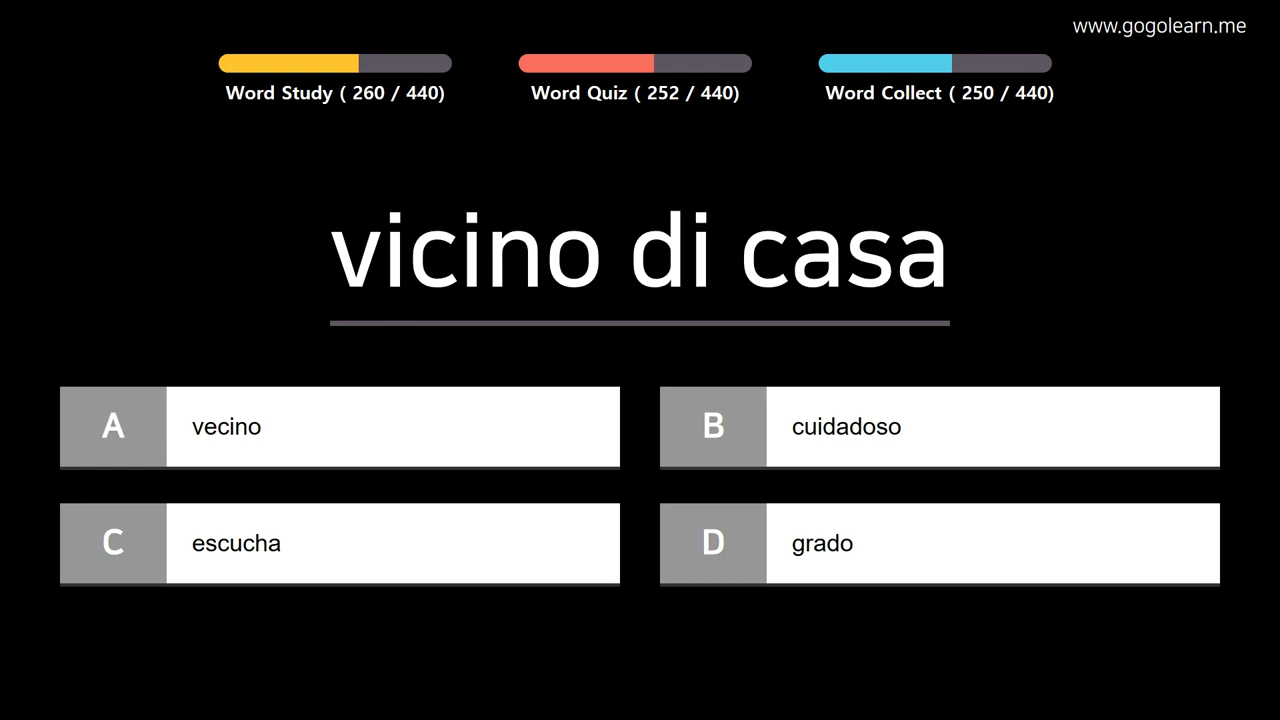 www.gogolearn.me
Word Study ( 260 / 440)
Word Quiz ( 252 / 440)
Word Collect ( 250 / 440)
vicino di casa
A vecino
B cuidadoso
C escucha
D grado